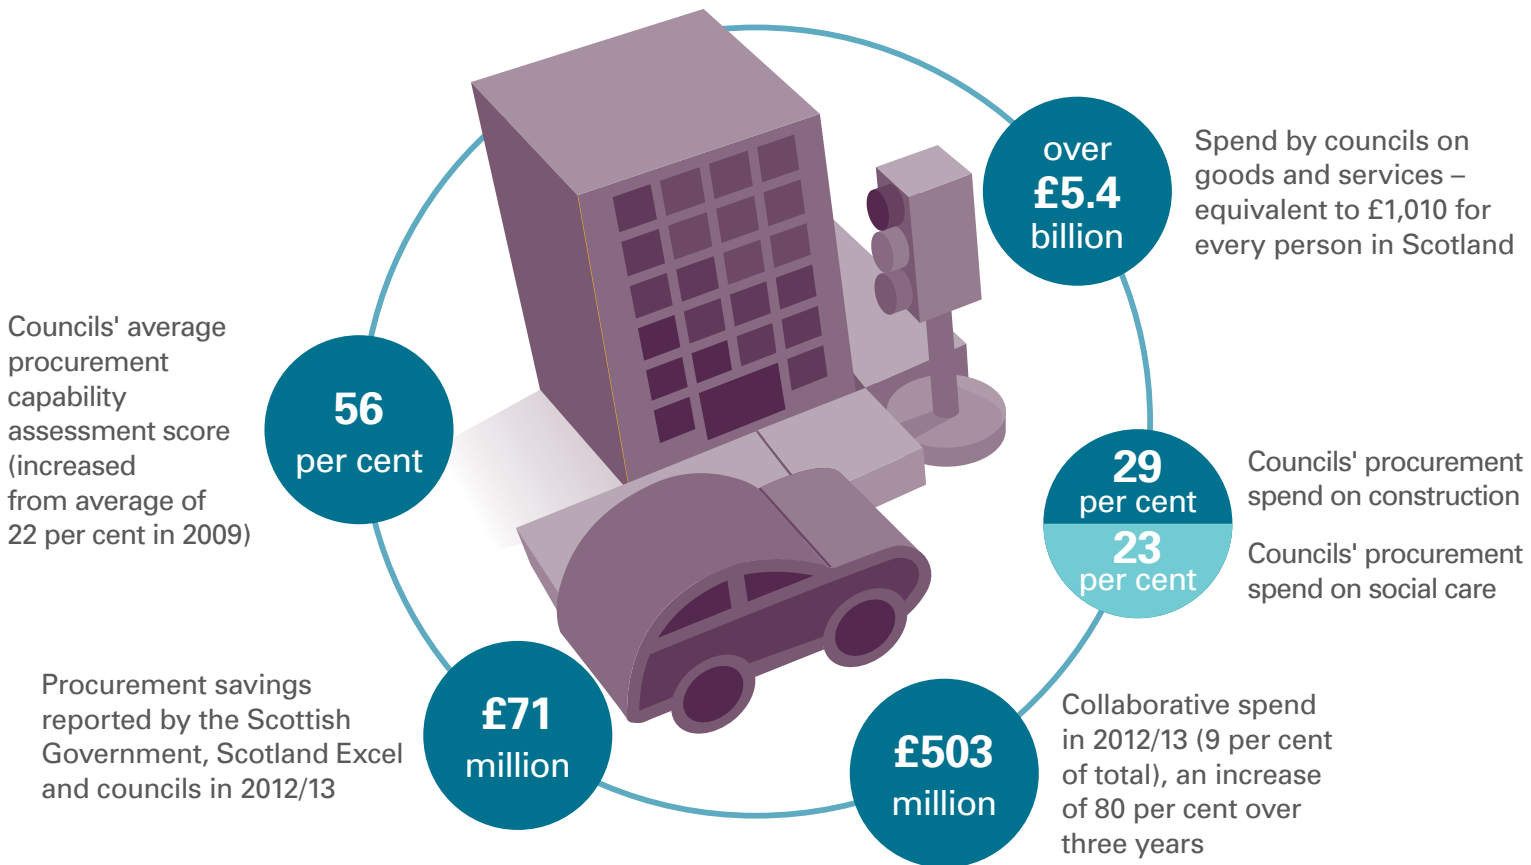 over
£5.4
billion
Spend by councils on
goods and services –
equivalent to £1,010 for
every person in Scotland
29
per cent
Councils' procurement
spend on construction
23
per cent
Councils' procurement
spend on social care
£503
million
Collaborative spend
in 2012/13 (9 per cent
of total), an increase
of 80 per cent over
three years
£71
million
Procurement savings
reported by the Scottish
Government, Scotland Excel
and councils in 2012/13
56
per cent
Councils' average
procurement
capability
assessment score
(increased
from average of
22 per cent in 2009)